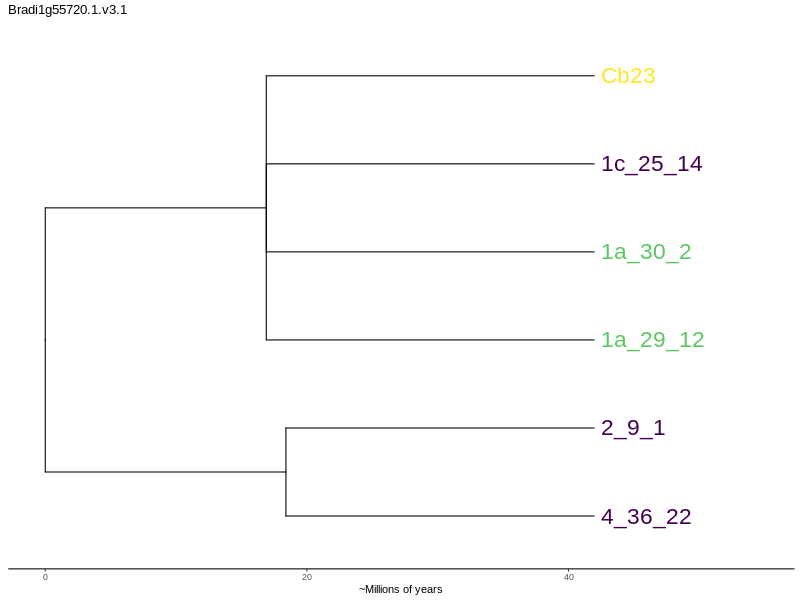 Bradi1g55720.1.v3.1
Cb23
1c_25_14
1a_30_2
1a_29_12
2_9_1
4_36_22
0
20
40
~Millions of years